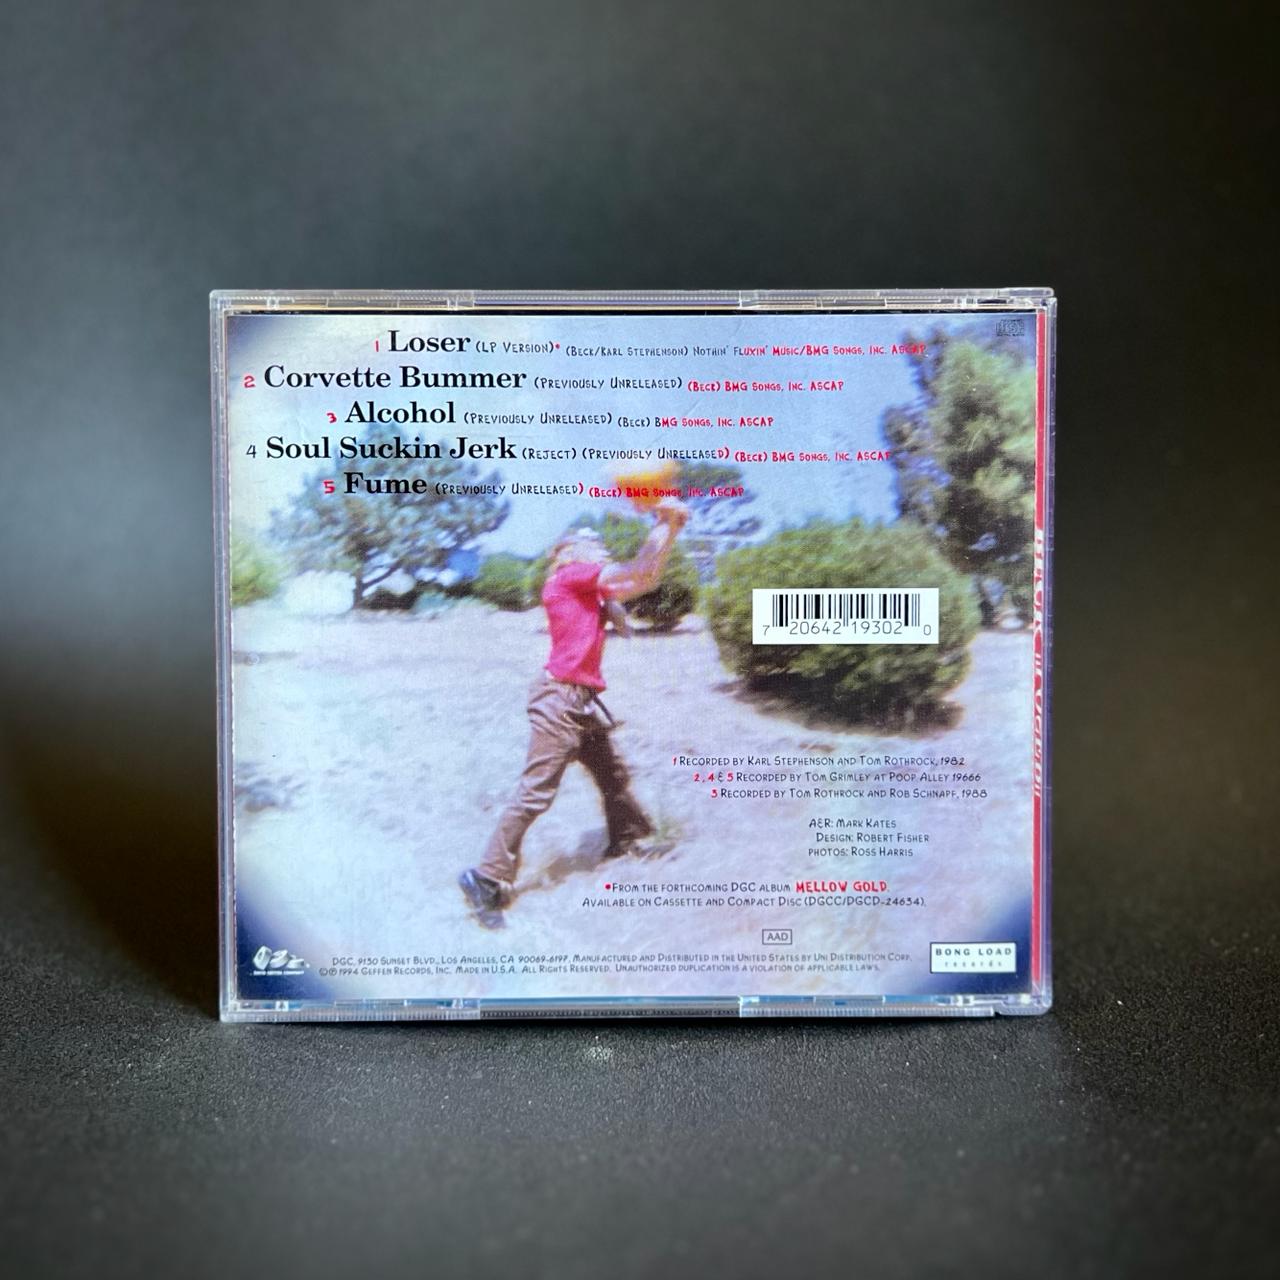 1 Loser (LP Version)* (Beck/Karl Stephenson) Nothin' Fluxin' Music/BMG Songs, Inc. ASCAP
2 Corvette Bummer (Previously Unreleased) (Beck) BMG Songs, Inc. ASCAP
3 Alcohol (Previously Unreleased) (Beck) BMG Songs, Inc. ASCAP
4 Soul Suckin Jerk (Reject) (Previously Unreleased) (Beck) BMG Songs, Inc. ASCAP
5 Fume (Previously Unreleased) (Beck) BMG Songs, Inc. ASCAP
7 20642 19302 0
1 Recorded by Karl Stephenson and Tom Rothrock, 1982
2, 4 & 5 Recorded by Tom Grimley at Poop Alley 19666
3 Recorded by Tom Rothrock and Rob Schnapf, 1988
A&R: Mark Kates
Design: Robert Fisher
Photos: Ross Harris
*From the forthcoming DGC album MELLOW GOLD.
Available on Cassette and Compact Disc (DGCC/DGCD-24634).
AAD
DGC, 9130 Sunset Blvd., Los Angeles, CA 90069-6197. Manufactured and Distributed in the United States by Uni Distribution Corp.
©℗ 1994 Geffen Records, Inc. Made in U.S.A. All Rights Reserved. Unauthorized duplication is a violation of applicable laws.
BONG LOAD
records